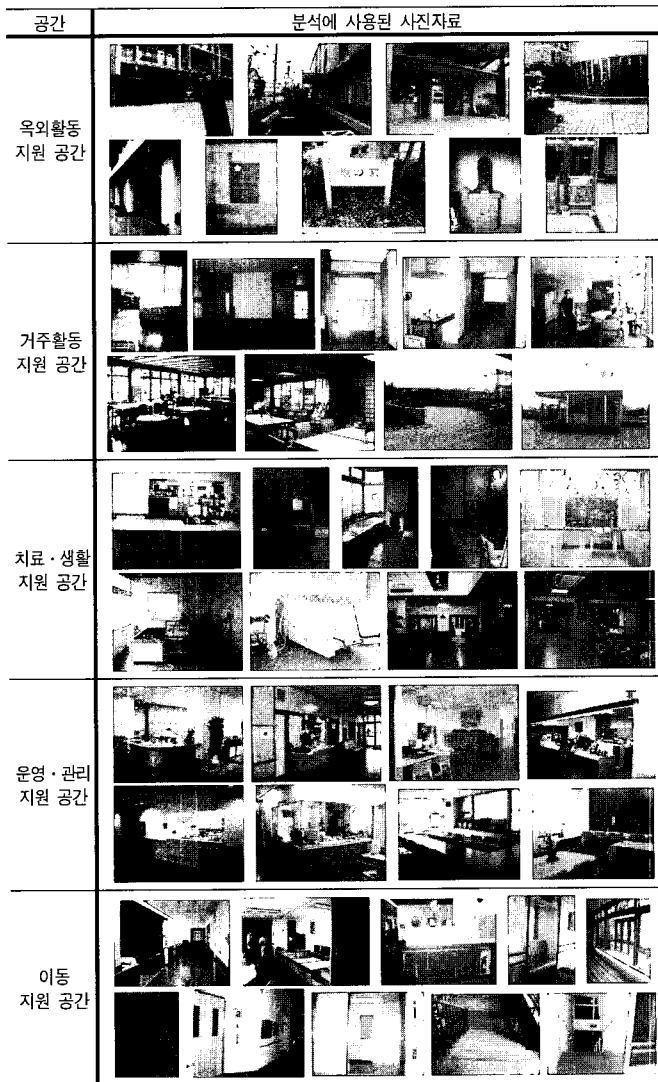 공간
분석에 사용된 사진자료
옥외활동
지원 공간
거주활동
지원 공간
치료·생활
지원 공간
운영·관리
지원 공간
이동
지원 공간